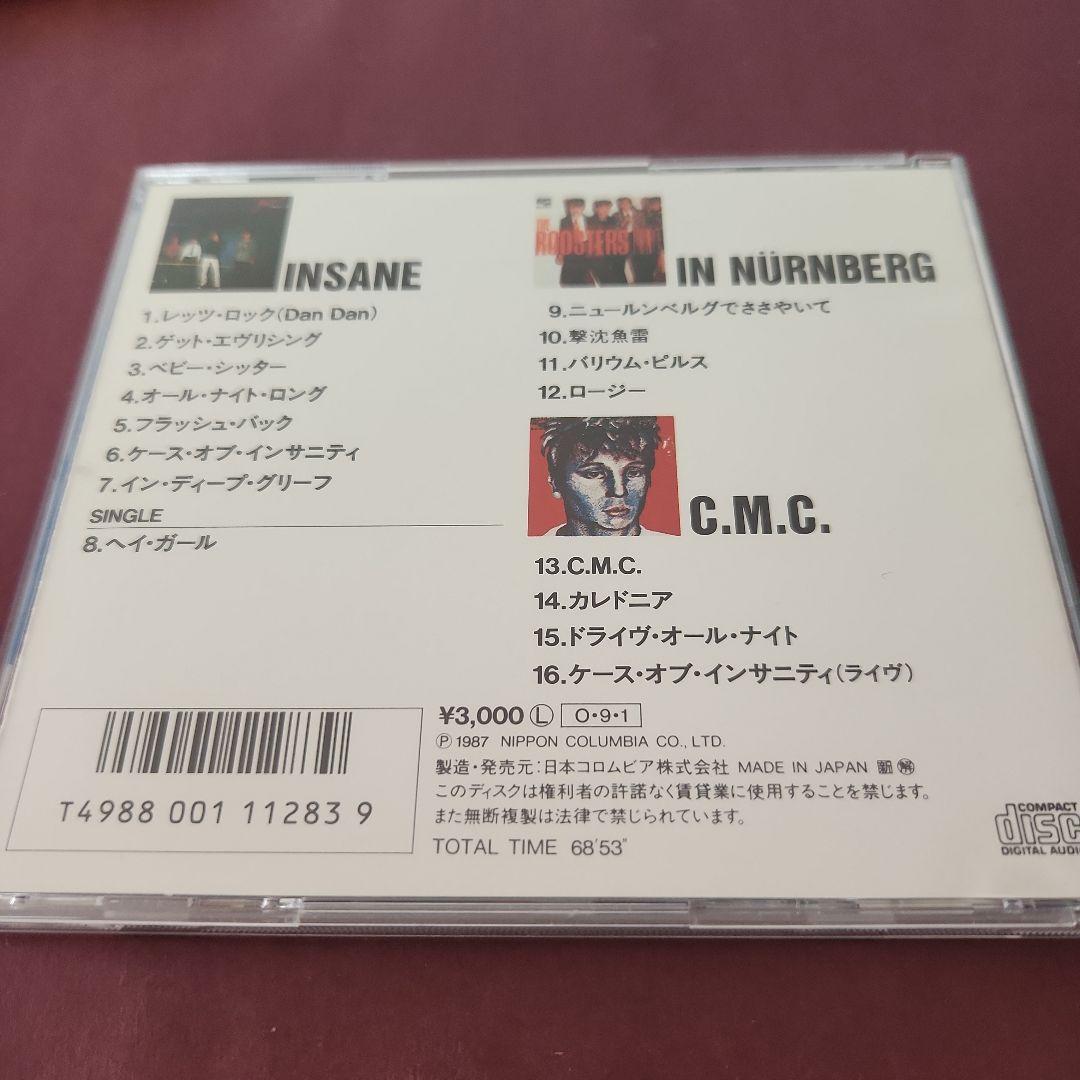 INSANE
1.レッツ・ロック(Dan Dan)
2.ゲット・エヴリシング
3.ベビー・シッター
4.オール・ナイト・ロング
5.フラッシュ・バック
6.ケース・オブ・インサニティ
7.イン・ディープ・グリーフ
SINGLE
8.ヘイ・ガール
THE
ROOSTERS
IN NÜRNBERG
9.ニュールンベルグでささやいて
10.撃沈魚雷
11.バリウム・ピルス
12.ロージー
C.M.C.
13.C.M.C.
14.カレドニア
15.ドライヴ・オール・ナイト
16.ケース・オブ・インサニティ(ライヴ)
T4988 001 11283 9
¥3,000 Ⓛ O・9・1
Ⓟ 1987 NIPPON COLUMBIA CO., LTD.
製造・発売元:日本コロムビア株式会社 MADE IN JAPAN
このディスクは権利者の許諾なく賃貸業に使用することを禁じます。
また無断複製は法律で禁じられています。
TOTAL TIME 68'53"
COMPACT
disc
DIGITAL AUDIO